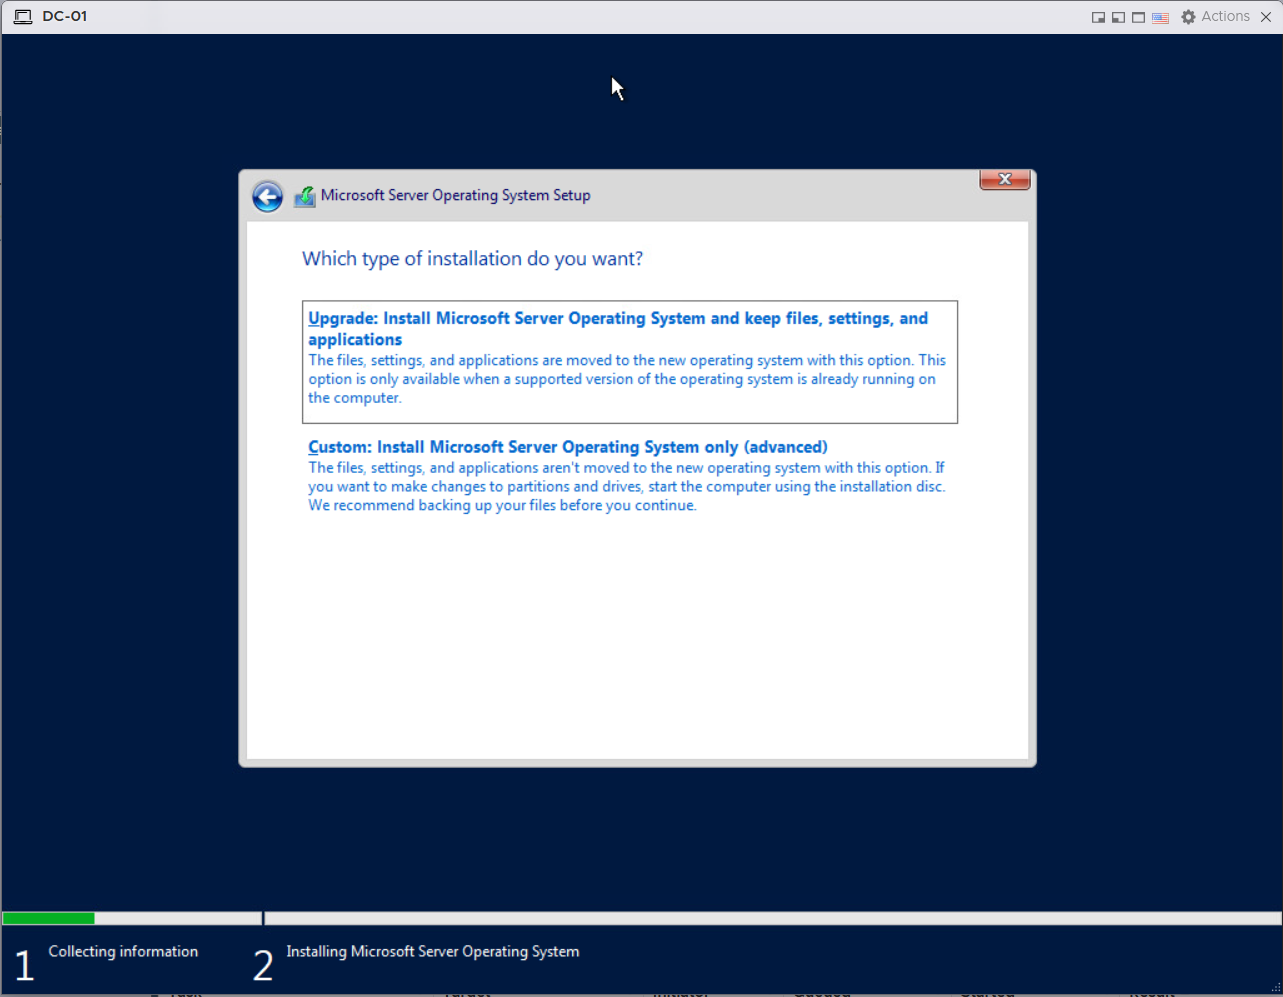 DC-01
Actions
Microsoft Server Operating System Setup
Which type of installation do you want?
Upgrade: Install Microsoft Server Operating System and keep files, settings, and
applications
The files, settings, and applications are moved to the new operating system with this option. This
option is only available when a supported version of the operating system is already running on
the computer.
Custom: Install Microsoft Server Operating System only (advanced)
The files, settings, and applications aren't moved to the new operating system with this option. If
you want to make changes to partitions and drives, start the computer using the installation disc.
We recommend backing up your files before you continue.
1 Collecting information
2 Installing Microsoft Server Operating System